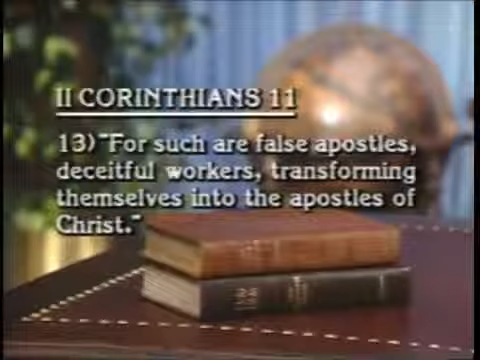 II CORINTHIANS 11
13)"For such are false apostles,
deceitful workers, transforming
themselves into the apostles of
Christ."